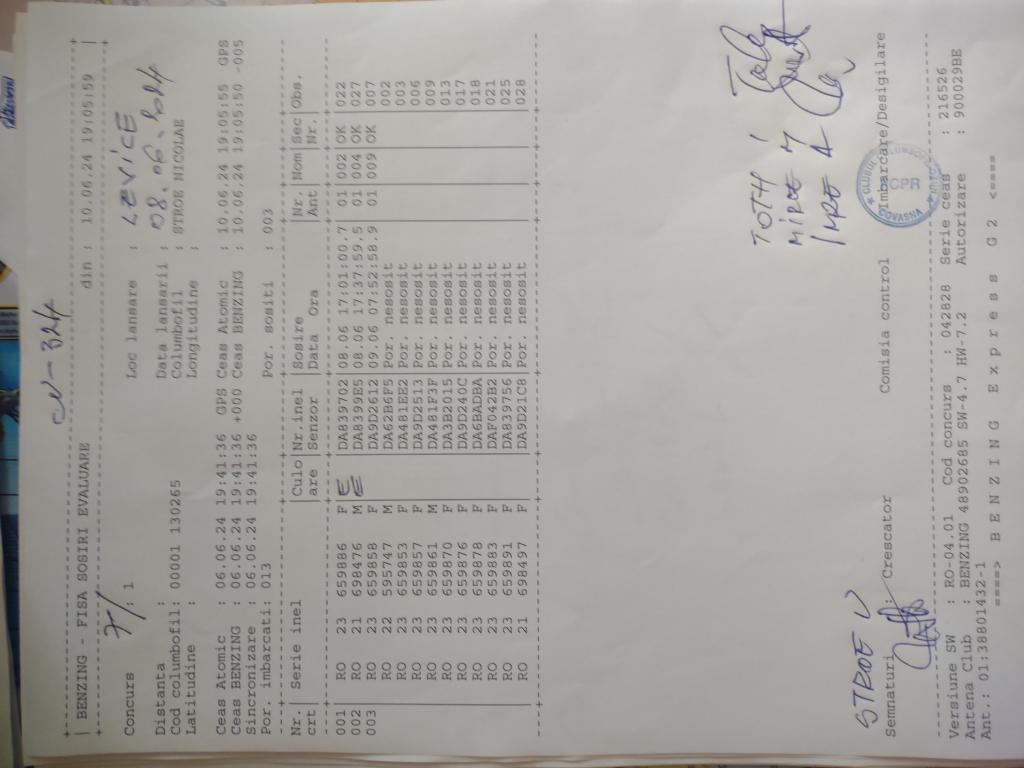 CV-324
| BENZING - FISA SOSIRI EVALUARE din : 10.06.24 19:05:59 |
Concurs : 1 Loc lansare :
7/
Distanta : Data lansarii : 08.06.
Cod columbofil: 00001 130265 Columbofil : STROE NICOLAE
Latitudine : Longitudine :
Ceas Atomic : 06.06.24 19:41:36 GPS Ceas Atomic : 10.06.24 19:05:55 GPS
Ceas BENZING : 06.06.24 19:41:36 +000 Ceas BENZING : 10.06.24 19:05:50 -005
Sincronizare : 06.06.24 19:41:36
Por. imbarcati: 013 Por. sositi : 003
Nr.| Serie inel |Culo|Nr.inel |Sosire |Nr.|Nom|Sec|Obs.
crt| |are |Senzor |Data Ora |Ant| |Nr.|
001| RO 23 659886 F E |DA839702|08.06 17:01:00.7| 01|002|OK |022
002| RO 21 698476 M E |DA8399E5|08.06 17:37:59.5| 01|004|OK |027
003| RO 23 659858 F |DA9D2612|09.06 07:52:58.9| 01|009|OK |007
RO 22 595747 M |DA62B6F5|Por. nesosit |002
RO 23 659853 F |DA481EE2|Por. nesosit |003
RO 23 659857 F |DA9D2513|Por. nesosit |006
RO 23 659861 M |DA481F3F|Por. nesosit |009
RO 23 659870 F |DA3B2015|Por. nesosit |013
RO 23 659876 F |DA9D240C|Por. nesosit |017
RO 23 659878 F |DA6BADBA|Por. nesosit |018
RO 23 659883 F |DAF042B2|Por. nesosit |021
RO 23 659891 F |DA839756|Por. nesosit |025
RO 21 698497 F |DA9D21C8|Por. nesosit |028
TOTH I
MIROE M
IMRE A
STROE N
Semnaturi : Crescator Comisia control Imbarcare/Desigilare
CPR
COVASNA
Versiune SW : RO-04.01 Cod concurs : 042828 Serie ceas : 216526
Antena Club : BENZING 48902685 SW-4.7 HW-7.2 Autorizare : 900029BE
Ant.: 01:38801432-1
====> B E N Z I N G E x p r e s s G 2 <====